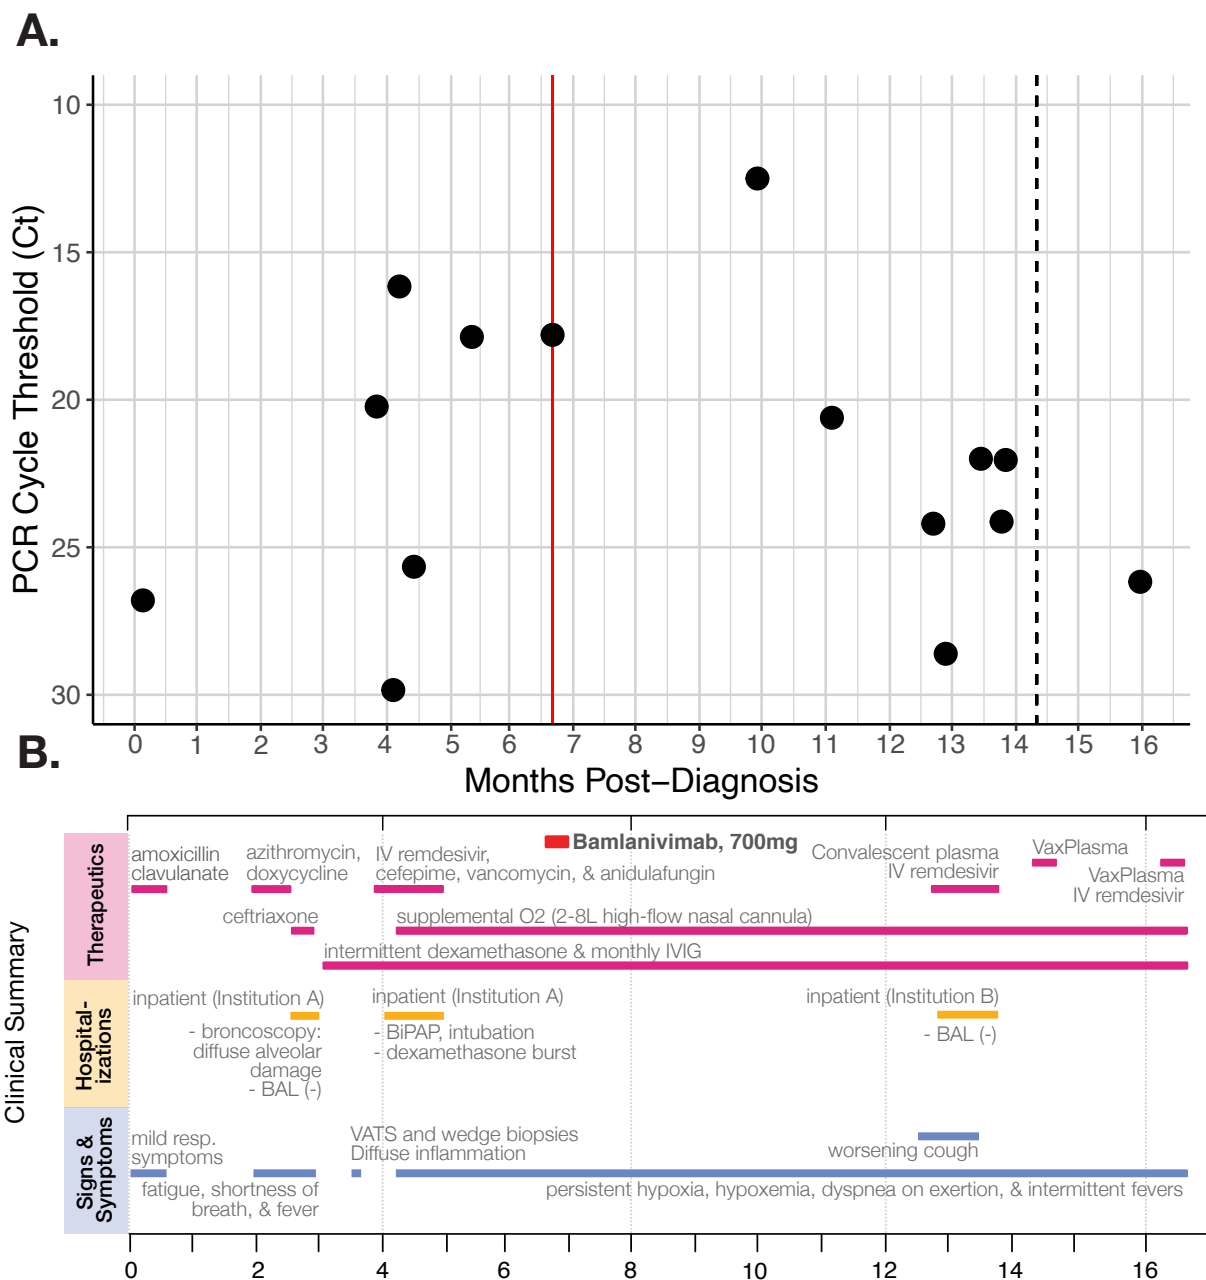 A.
PCR Cycle Threshold (Ct)
10
15
20
25
30
0 1 2 3 4 5 6 7 8 9 10 11 12 13 14 15 16
Months Post–Diagnosis
B.
Clinical Summary
Therapeutics
amoxicillin
clavulanate
azithromycin,
doxycycline
IV remdesivir,
cefepime, vancomycin, & anidulafungin
Bamlanivimab, 700mg
Convalescent plasma
IV remdesivir
VaxPlasma
VaxPlasma
IV remdesivir
ceftriaxone
supplemental O2 (2-8L high-flow nasal cannula)
intermittent dexamethasone & monthly IVIG
Hospital-
izations
inpatient (Institution A)
- broncoscopy:
diffuse alveolar
damage
- BAL (-)
inpatient (Institution A)
- BiPAP, intubation
- dexamethasone burst
inpatient (Institution B)
- BAL (-)
Signs &
Symptoms
mild resp.
symptoms
fatigue, shortness of
breath, & fever
VATS and wedge biopsies
Diffuse inflammation
worsening cough
persistent hypoxia, hypoxemia, dyspnea on exertion, & intermittent fevers
0 2 4 6 8 10 12 14 16